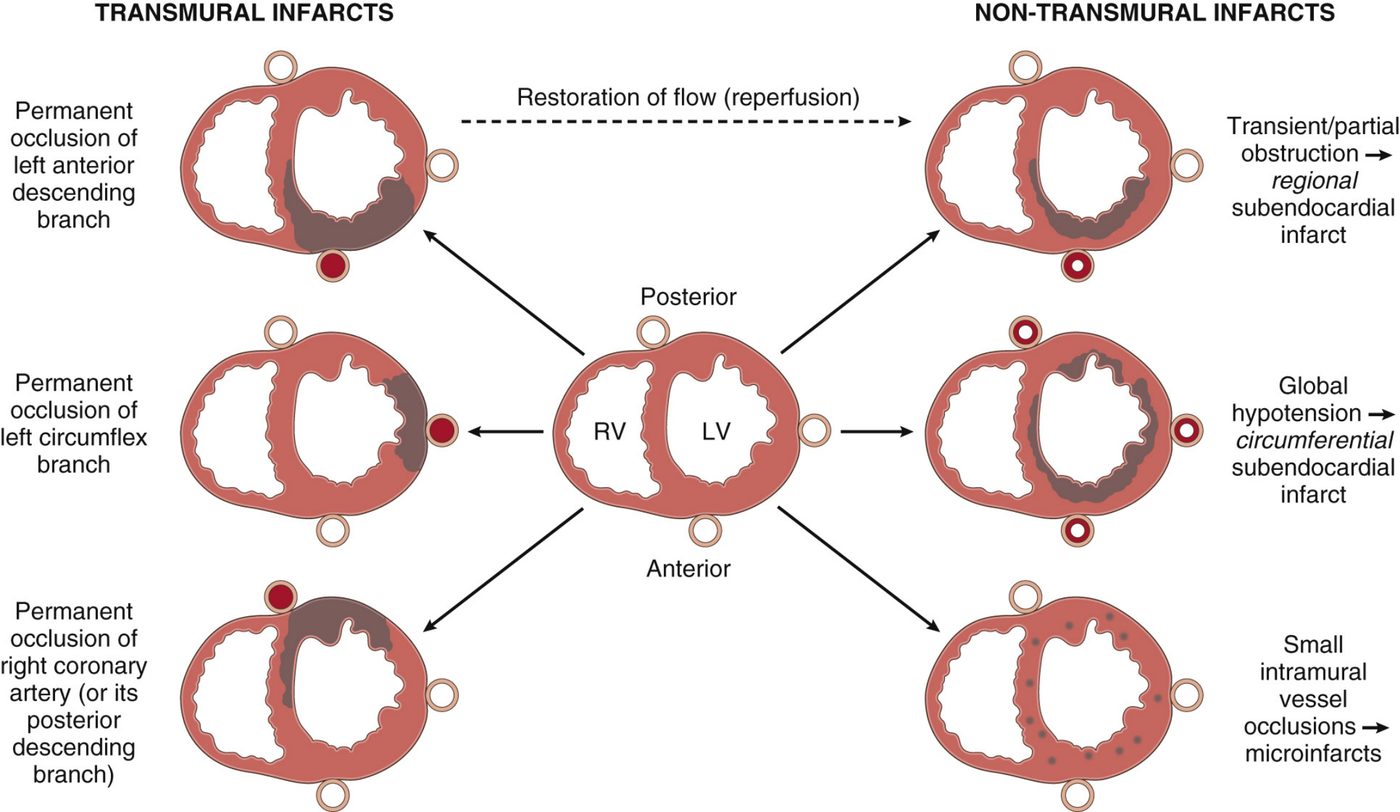 TRANSMURAL INFARCTS
NON-TRANSMURAL INFARCTS
Permanent
occlusion of
left anterior
descending
branch
Restoration of flow (reperfusion)
Transient/partial
obstruction →
regional
subendocardial
infarct
Posterior
Permanent
occlusion of
left circumflex
branch
RV
LV
Global
hypotension →
circumferential
subendocardial
infarct
Anterior
Permanent
occlusion of
right coronary
artery (or its
posterior
descending
branch)
Small
intramural
vessel
occlusions →
microinfarcts